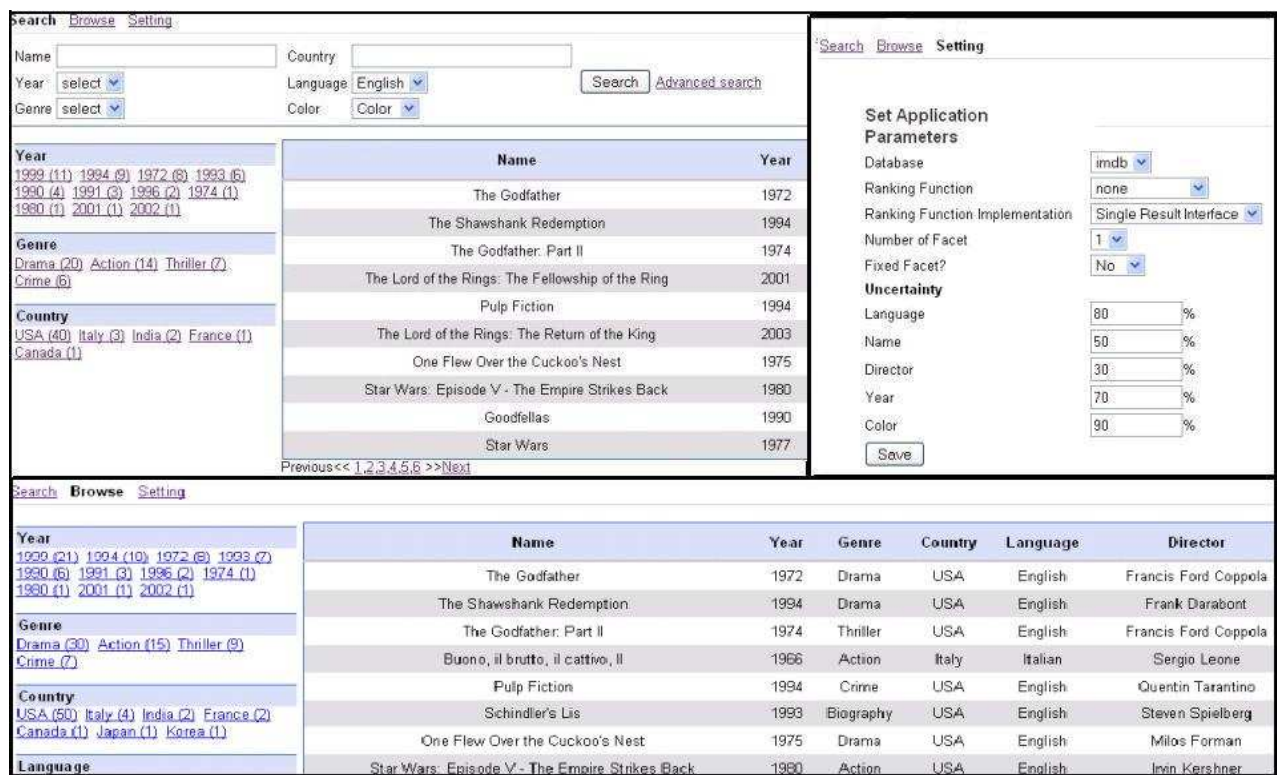 Search Browse Setting
Name Country
Year select Language English Search Advanced search
Genre select Color Color
Year
1999 (11) 1994 (9) 1972 (8) 1993 (6)
1990 (4) 1991 (3) 1996 (2) 1974 (1)
1980 (1) 2001 (1) 2002 (1)
Genre
Drama (20) Action (14) Thriller (7)
Crime (6)
Country
USA (40) Italy (3) India (2) France (1)
Canada (1)
Name Year
The Godfather 1972
The Shawshank Redemption 1994
The Godfather: Part II 1974
The Lord of the Rings: The Fellowship of the Ring 2001
Pulp Fiction 1994
The Lord of the Rings: The Return of the King 2003
One Flew Over the Cuckoo's Nest 1975
Star Wars: Episode V - The Empire Strikes Back 1980
Goodfellas 1990
Star Wars 1977
Previous<< 1,2,3,4,5,6 >>Next
Search Browse Setting
Set Application
Parameters
Database imdb
Ranking Function none
Ranking Function Implementation Single Result Interface
Number of Facet 1
Fixed Facet? No
Uncertainty
Language 80 %
Name 50 %
Director 30 %
Year 70 %
Color 90 %
Save
Search Browse Setting
Year
1999 (21) 1994 (10) 1972 (8) 1993 (7)
1990 (6) 1991 (3) 1996 (2) 1974 (1)
1980 (1) 2001 (1) 2002 (1)
Genre
Drama (30) Action (15) Thriller (9)
Crime (7)
Country
USA (50) Italy (4) India (2) France (2)
Canada (1) Japan (1) Korea (1)
Language
Name Year Genre Country Language Director
The Godfather 1972 Drama USA English Francis Ford Coppola
The Shawshank Redemption 1994 Drama USA English Frank Darabont
The Godfather: Part II 1974 Thriller USA English Francis Ford Coppola
Buono, il brutto, il cattivo, Il 1966 Action Italy Italian Sergio Leone
Pulp Fiction 1994 Crime USA English Quentin Tarantino
Schindler's Lis 1993 Biography USA English Steven Spielberg
One Flew Over the Cuckoo's Nest 1975 Drama USA English Milos Forman
Star Wars: Episode V - The Empire Strikes Back 1980 Action USA English Irvin Kershner